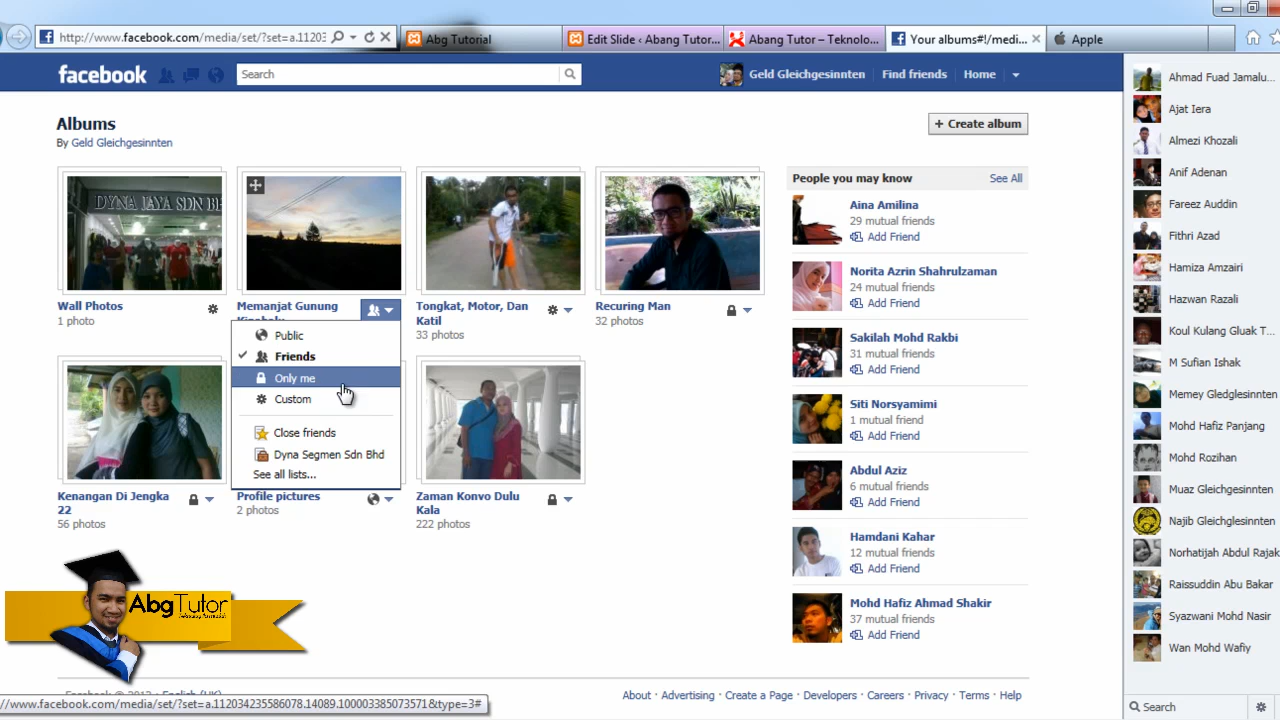 http://www.facebook.com/media/set/?set=a.11203
Abg Tutorial
Edit Slide ‹ Abang Tutor...
Abang Tutor – Teknolo...
Your albums#!/medi...
Apple
facebook
Search
Geld Gleichgesinnten
Find friends
Home
Albums
By Geld Gleichgesinnten
+ Create album
DYNA JAYA SDN BH
Wall Photos
1 photo
Memanjat Gunung
Kinabalu
Tongkat, Motor, Dan
Katil
33 photos
Recuring Man
32 photos
Public
Friends
Only me
Custom
Close friends
Dyna Segmen Sdn Bhd
See all lists...
Kenangan Di Jengka
22
56 photos
Profile pictures
2 photos
Zaman Konvo Dulu
Kala
222 photos
People you may know
See All
Aina Amilina
29 mutual friends
Add Friend
Norita Azrin Shahrulzaman
24 mutual friends
Add Friend
Sakilah Mohd Rakbi
31 mutual friends
Add Friend
Siti Norsyamimi
1 mutual friend
Add Friend
Abdul Aziz
6 mutual friends
Add Friend
Hamdani Kahar
12 mutual friends
Add Friend
Mohd Hafiz Ahmad Shakir
37 mutual friends
Add Friend
Ahmad Fuad Jamalu...
Ajat Iera
Almezi Khozali
Anif Adenan
Fareez Auddin
Fithri Azad
Hamiza Amzairi
Hazwan Razali
Koul Kulang Gluak T...
M Sufian Ishak
Memey Gledglesinnten
Mohd Hafiz Panjang
Mohd Rozihan
Muaz Gleichgesinnten
Najib Gleichglesinnten
Norhatijah Abdul Rajak
Raissuddin Abu Bakar
Syazwani Mohd Nasir
Wan Mohd Wafiy
Search
AbgTutor
Facebook © 2012 · English (UK)
About · Advertising · Create a Page · Developers · Careers · Privacy · Terms · Help
//www.facebook.com/media/set/?set=a.112034235586078.14089.100003385073571&type=3#